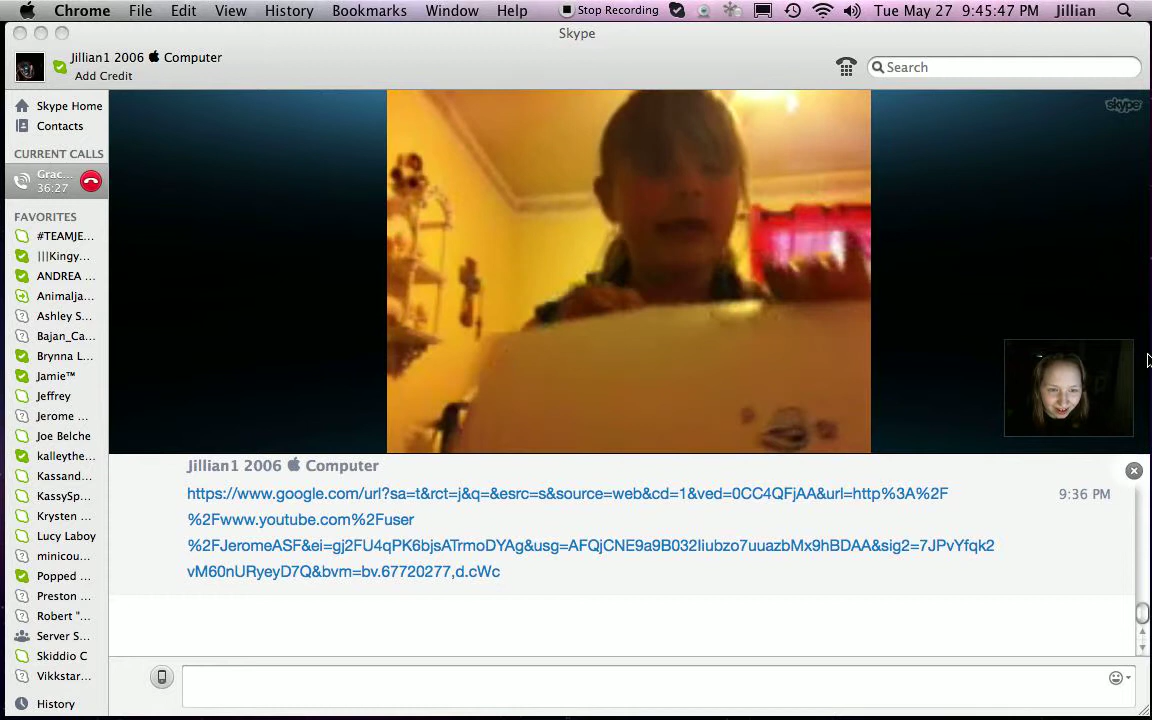 Chrome File Edit View History Bookmarks Window Help Stop Recording Tue May 27 9:45:47 PM Jillian
Skype
Jillian1 2006 Computer
Add Credit
Search
Skype Home
Contacts
CURRENT CALLS
Grac...
36:27
FAVORITES
#TEAMJE...
|||Kingy...
ANDREA ...
Animalja...
Ashley S...
Bajan_Ca...
Brynna L...
Jamie™
Jeffrey
Jerome ...
Joe Belche
kalleythe...
Kassand...
KassySp...
Krysten ...
Lucy Laboy
minicou...
Popped ...
Preston ...
Robert "...
Server S...
Skiddio C
Vikkstar...
History
skype
Jillian1 2006 Computer
https://www.google.com/url?sa=t&rct=j&q=&esrc=s&source=web&cd=1&ved=0CC4QFjAA&url=http%3A%2F 9:36 PM
%2Fwww.youtube.com%2Fuser
%2FJeromeASF&ei=gj2FU4qPK6bjsATrmoDYAg&usg=AFQjCNE9a9B032Iiubzo7uuazbMx9hBDAA&sig2=7JPvYfqk2
vM60nURyeyD7Q&bvm=bv.67720277,d.cWc